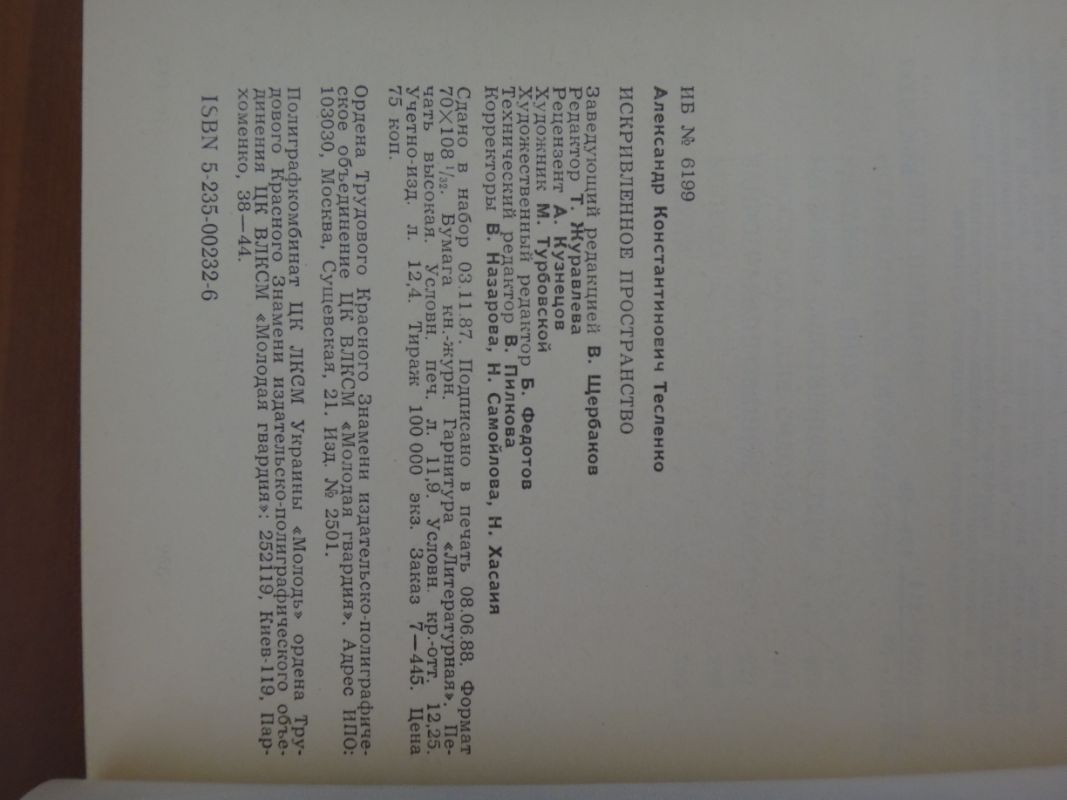 ИБ № 6199
Александр Константинович Тесленко
ИСКРИВЛЕННОЕ ПРОСТРАНСТВО
Заведующий редакцией В. Щербаков
Редактор Т. Журавлева
Рецензент А. Кузнецов
Художник М. Турбовской
Художественный редактор Б. Федотов
Технический редактор В. Пилкова
Корректоры В. Назарова, Н. Самойлова, Н. Хасаия
Сдано в набор 03.11 87. Подписано в печать 08.06.88. Формат
70×108 1/32. Бумага кн.-журн. Гарнитура «Литературная». Пе-
чать высокая. Условн. печ. л. 11,9. Условн. кр.-отт. 12,25.
Учетно-изд. л. 12,4. Тираж 100 000 экз. Заказ 7—445. Цена
75 коп.
Ордена Трудового Красного Знамени издательско-полиграфиче-
ское объединение ЦК ВЛКСМ «Молодая гвардия». Адрес ИПО:
103030, Москва, Сущевская, 21. Изд. № 2501.
Полиграфкомбинат ЦК ЛКСМ Украины «Молодь» ордена Тру-
дового Красного Знамени издательско-полиграфического объе-
динения ЦК ВЛКСМ «Молодая гвардия»: 252119, Киев-119, Пар-
хоменко, 38—44.
ISBN 5-235-00232-6